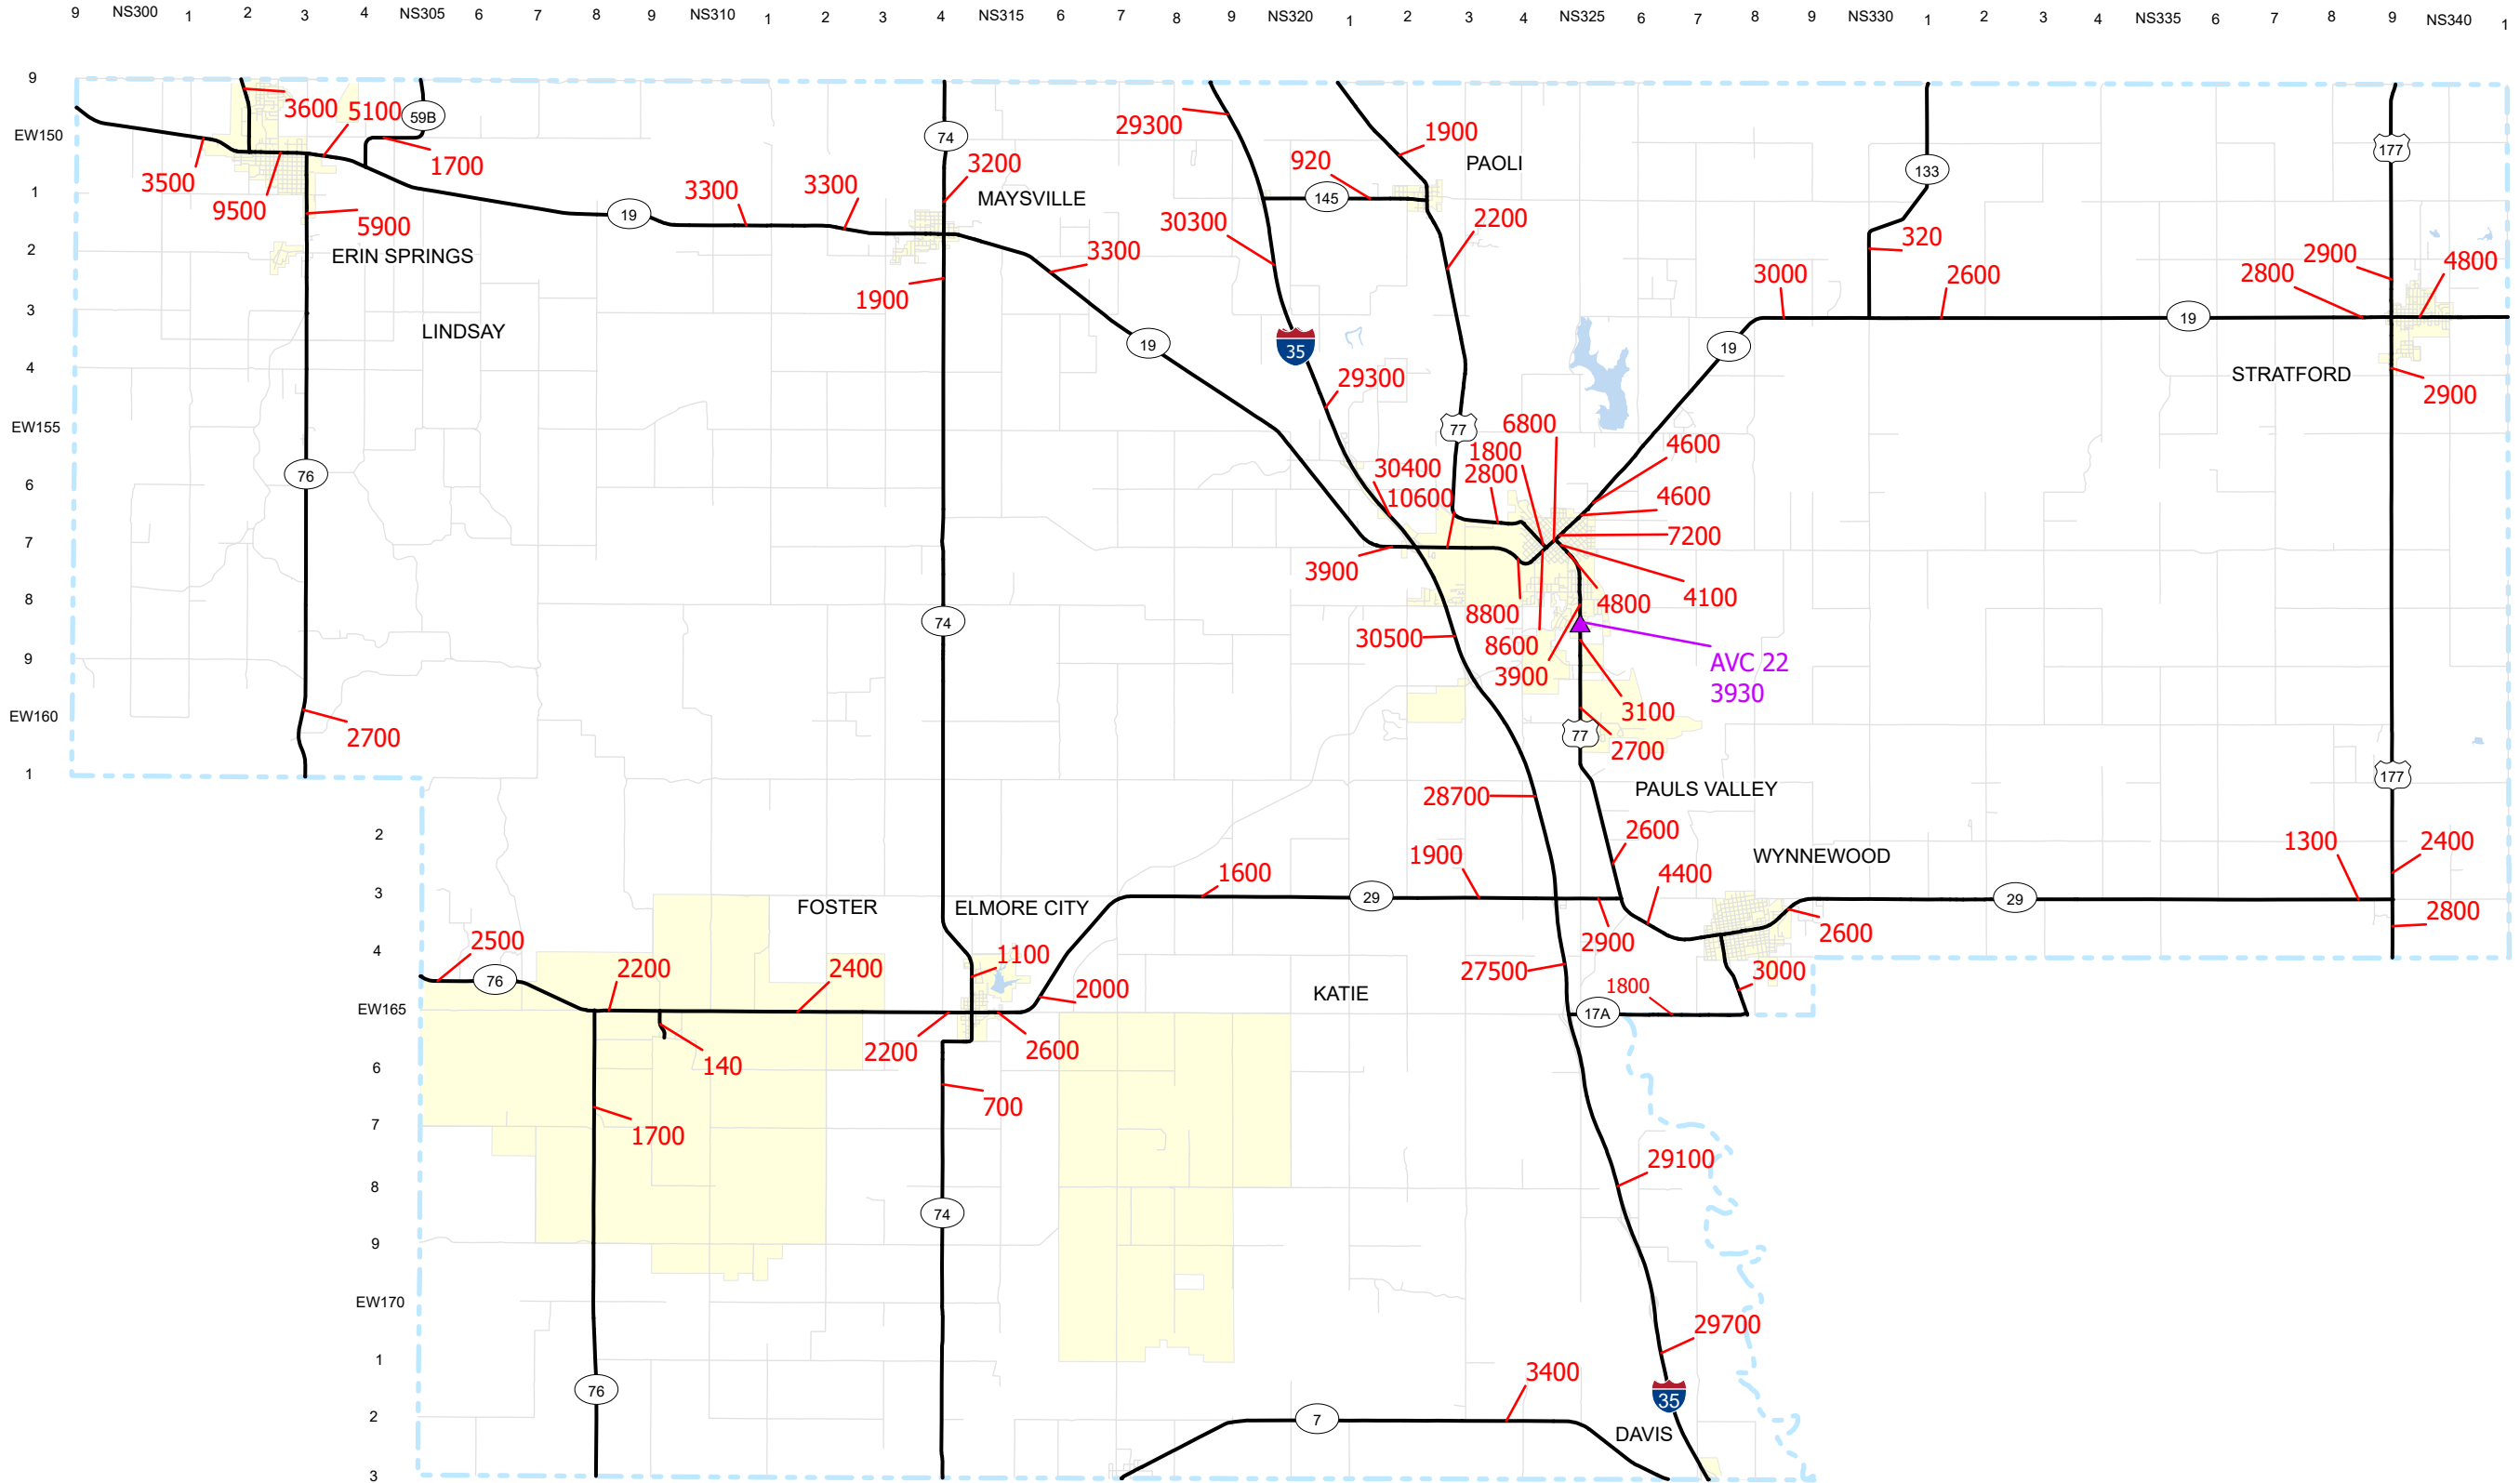 9 NS300 1 2 3 4 NS305 6 7 8 9 NS310 1 2 3 4 NS315 6 7 8 9 NS320 1 2 3 4 NS325 6 7 8 9 NS330 1 2 3 4 NS335 6 7 8 9 NS340 1
9
3600 5100 59B
29300 1900
EW150 74 177
1700 920 PAOLI
3500 3200 133
1 9500 3300 3300 MAYSVILLE 145
5900 19 30300 2200
ERIN SPRINGS 320
2 3300 2900 4800
1900 3000 2600 2800
3 LINDSAY 19
19 35 19
4 29300 STRATFORD
2900
EW155 77 6800
1800 4600
76 30400 2800
6 10600 4600
7200
7 3900
4100
8 8800 4800
74 30500 8600
9 3900 AVC 22
3930
EW160 3100
2700 77 2700
1 177
28700 PAULS VALLEY
2 2600
1600 1900 WYNNEWOOD 1300 2400
3 FOSTER ELMORE CITY 29 4400 29
2500 2900 2600 2800
4 1100
76 2200 2400 27500 3000
2000 KATIE 1800
EW165 17A
2200 2600
140
6
700
7 1700
29100
8
74
9
EW170
29700
1
3400
76 35
2 7
DAVIS
3